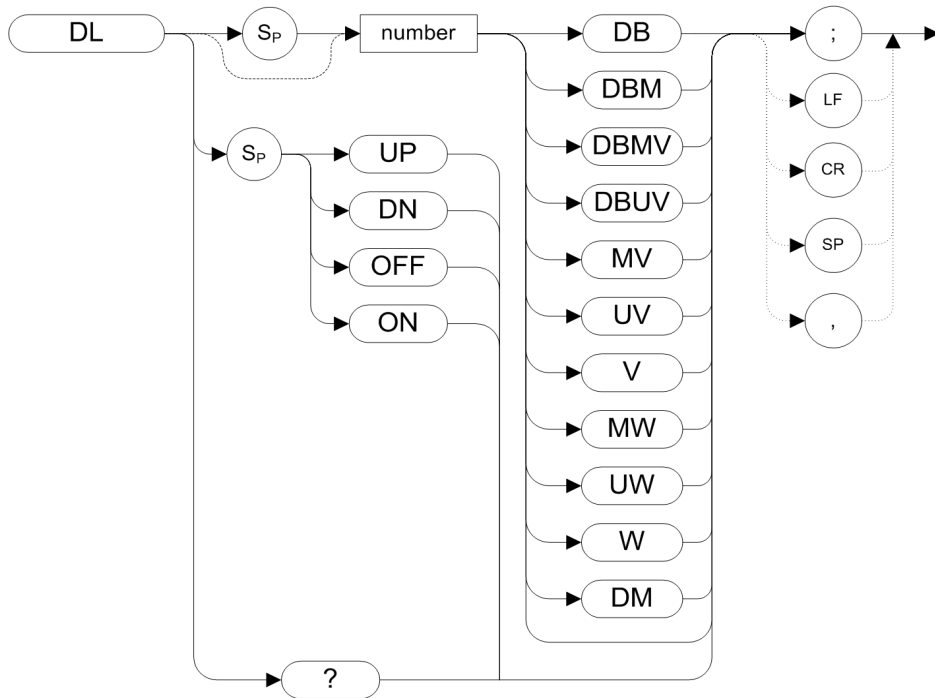 DL
SP
number
DB
;
DBM
LF
DBMV
CR
DBUV
SP
MV
,
UV
V
MW
UW
W
DM
SP
UP
DN
OFF
ON
?